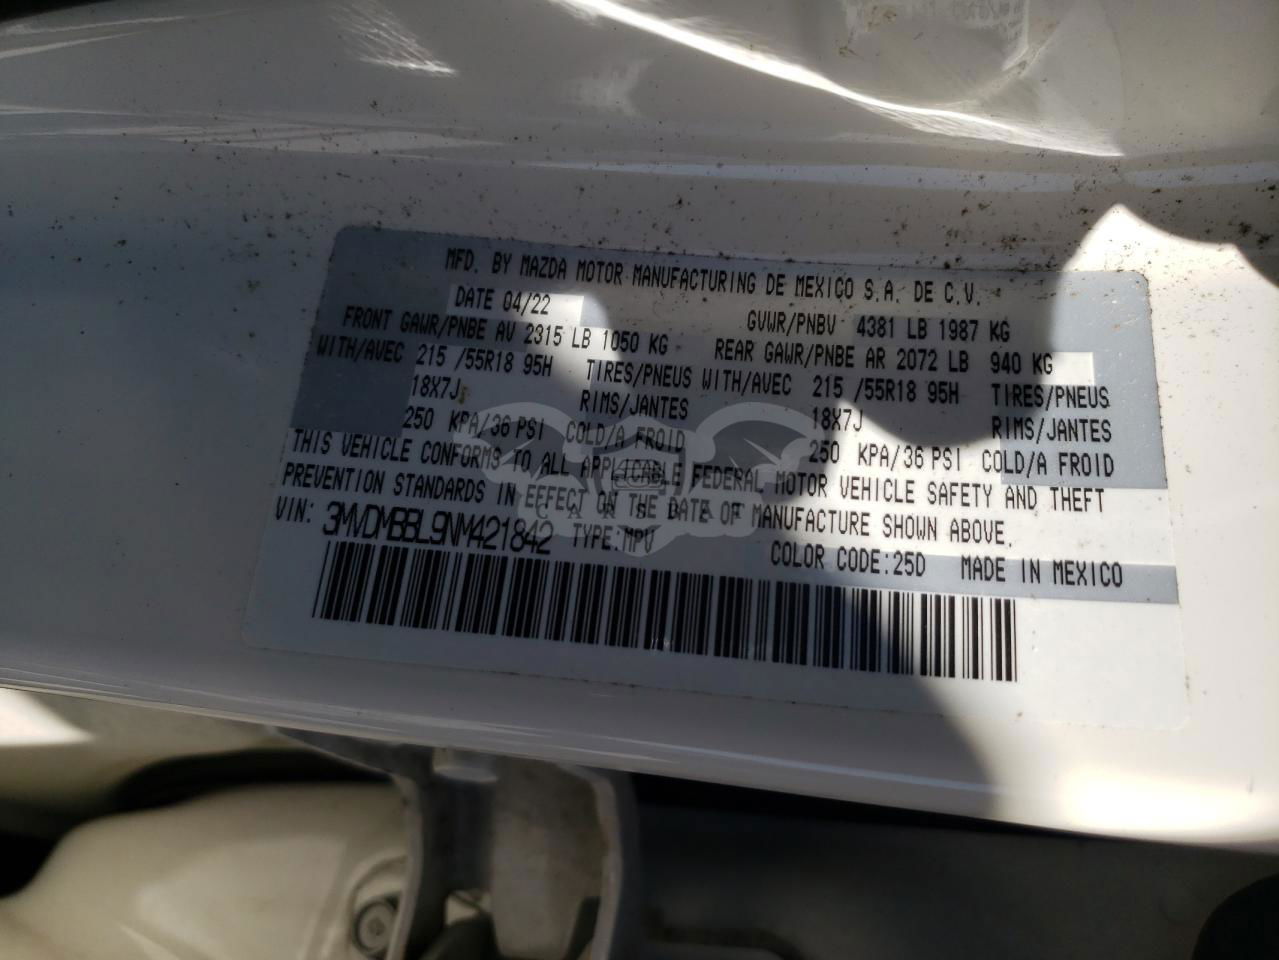 MFD. BY MAZDA MOTOR MANUFACTURING DE MEXICO S.A. DE C.V.
DATE 04/22 GVWR/PNBV 4381 LB 1987 KG
FRONT GAWR/PNBE AV 2315 LB 1050 KG REAR GAWR/PNBE AR 2072 LB 940 KG
WITH/AVEC 215 /55R18 95H TIRES/PNEUS WITH/AVEC 215 /55R18 95H TIRES/PNEUS
18X7J RIMS/JANTES 18X7J RIMS/JANTES
250 KPA/36 PSI COLD/A FROID 250 KPA/36 PSI COLD/A FROID
THIS VEHICLE CONFORMS TO ALL APPLICABLE FEDERAL MOTOR VEHICLE SAFETY AND THEFT
PREVENTION STANDARDS IN EFFECT ON THE DATE OF MANUFACTURE SHOWN ABOVE.
VIN: 3MVDMBBL9NM421842 TYPE:MPV COLOR CODE:25D MADE IN MEXICO